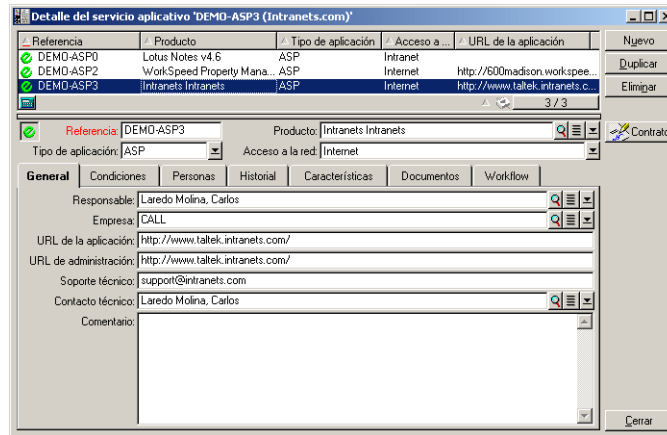 Detalle del servicio aplicativo 'DEMO-ASP3 (Intranets.com)'
Referencia Producto Tipo de aplicación Acceso a ... URL de la aplicación
DEMO-ASP0 Lotus Notes v4.6 ASP Intranet
DEMO-ASP2 WorkSpeed Property Mana... ASP Internet http://600madison.workspee...
DEMO-ASP3 Intranets Intranets ASP Internet http://www.taltek.intranets.c...
3 / 3
Nuevo
Duplicar
Eliminar
Contrato
Referencia: DEMO-ASP3 Producto: Intranets Intranets
Tipo de aplicación: ASP Acceso a la red: Internet
General Condiciones Personas Historial Características Documentos Workflow
Responsable: Laredo Molina, Carlos
Empresa: CALL
URL de la aplicación: http://www.taltek.intranets.com/
URL de administración: http://www.taltek.intranets.com/
Soporte técnico: support@intranets.com
Contacto técnico: Laredo Molina, Carlos
Comentario:
Cerrar